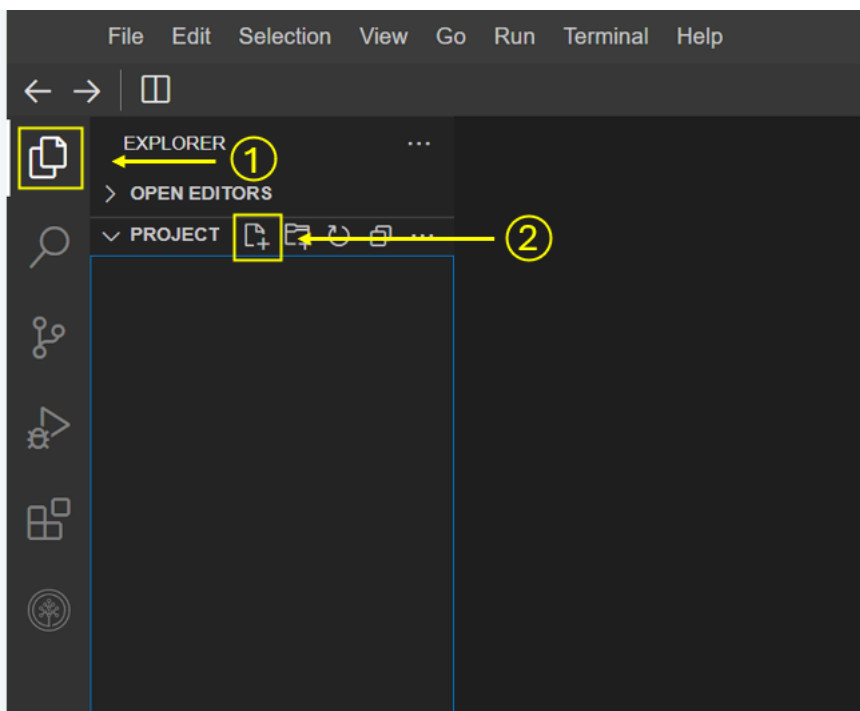 File Edit Selection View Go Run Terminal Help
EXPLORER
1
OPEN EDITORS
PROJECT
2